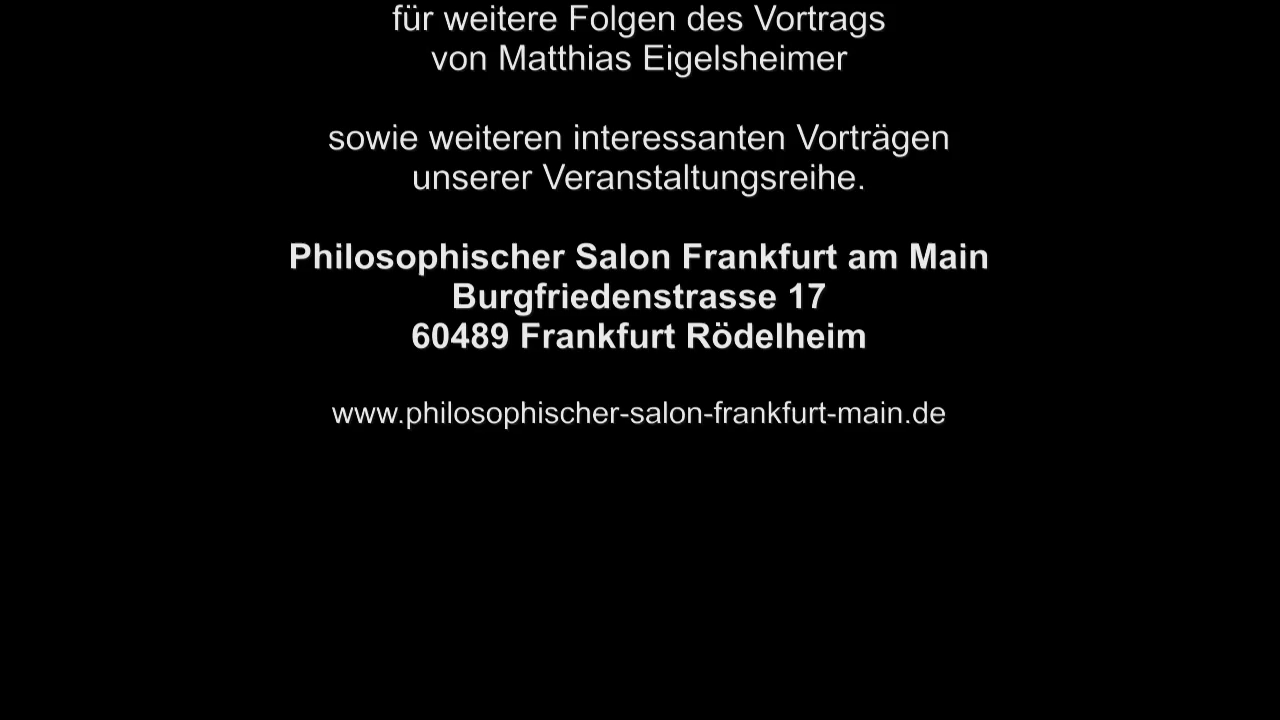 für weitere Folgen des Vortrags
von Matthias Eigelsheimer
sowie weiteren interessanten Vorträgen
unserer Veranstaltungsreihe.
Philosophischer Salon Frankfurt am Main
Burgfriedenstrasse 17
60489 Frankfurt Rödelheim
www.philosophischer-salon-frankfurt-main.de